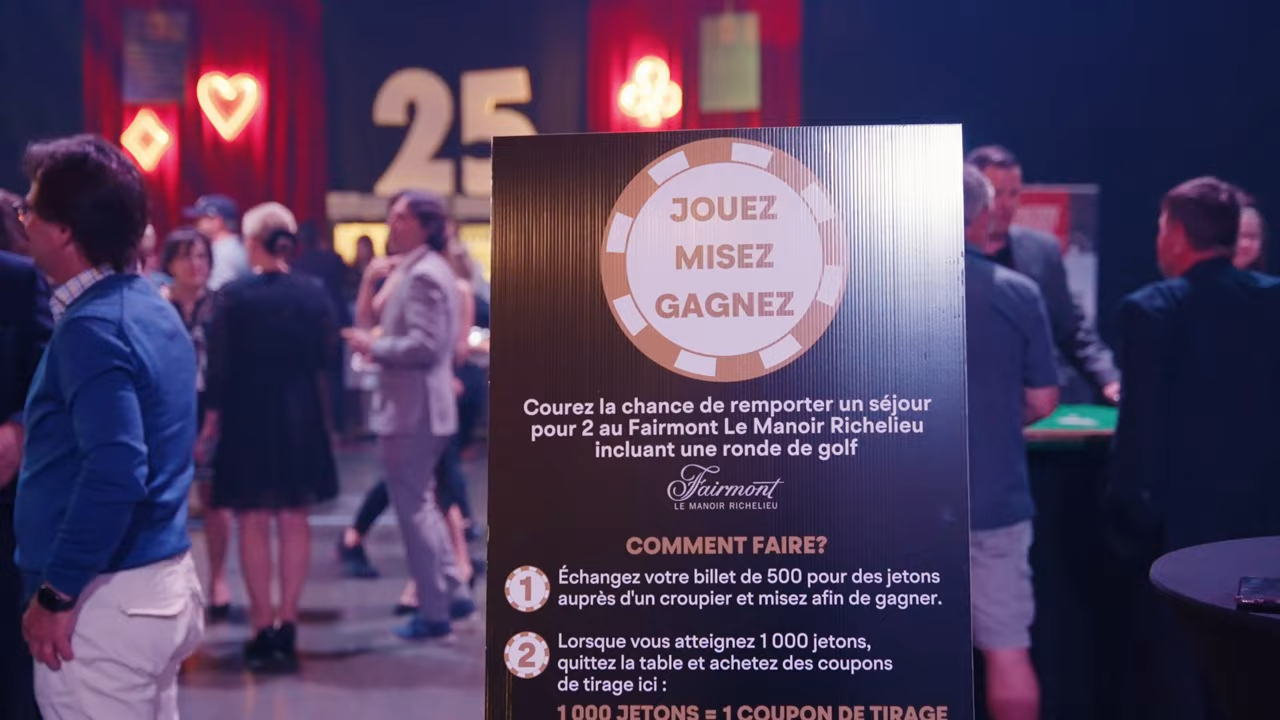 25
JOUEZ
MISEZ
GAGNEZ
Courez la chance de remporter un séjour
pour 2 au Fairmont Le Manoir Richelieu
incluant une ronde de golf
Fairmont
LE MANOIR RICHELIEU
COMMENT FAIRE?
1 Échangez votre billet de 500 pour des jetons
auprès d'un croupier et misez afin de gagner.
2 Lorsque vous atteignez 1 000 jetons,
quittez la table et achetez des coupons
de tirage ici :
1 000 JETONS = 1 COUPON DE TIRAGE